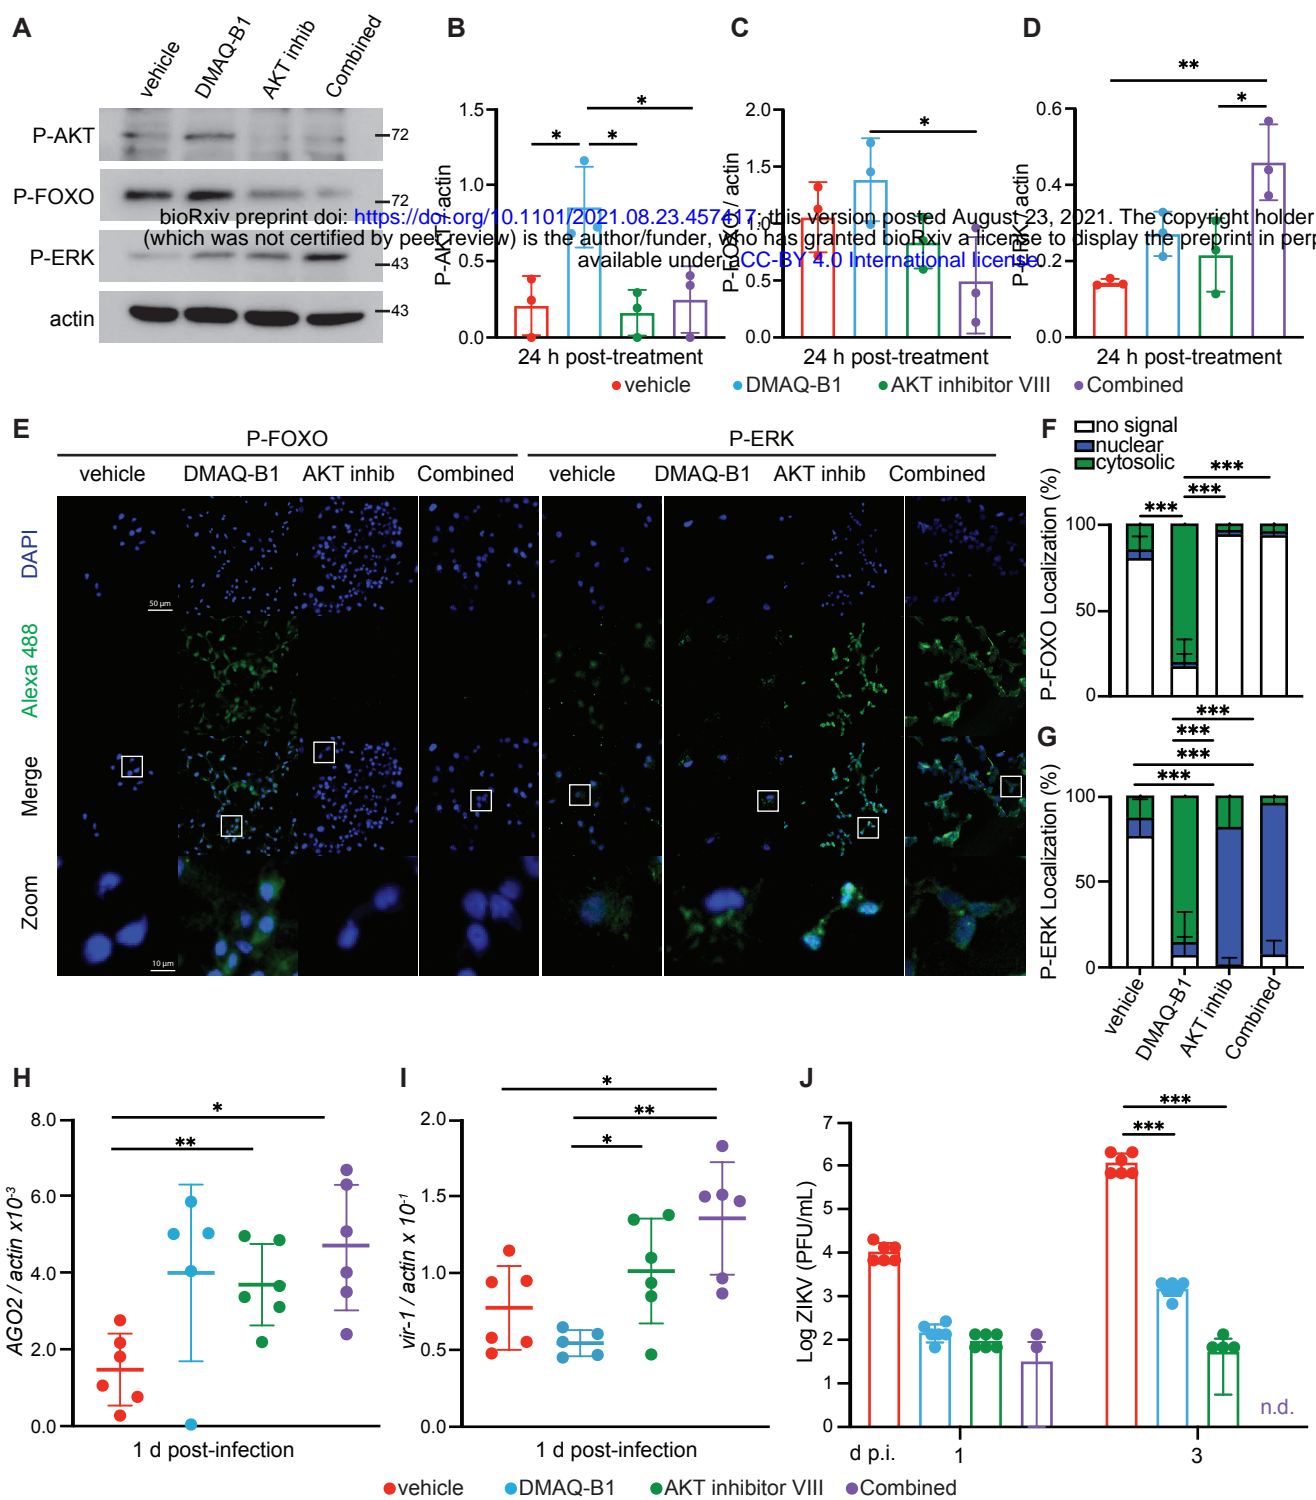 A
vehicle
DMAQ-B1
AKT inhib
Combined
P-AKT
72
P-FOXO
72
P-ERK
43
actin
43
B
P-AKT / actin
1.5
1.0
0.5
0.0
*
*
*
24 h post-treatment
C
P-FOXO / actin
2.0
1.5
1.0
0.5
0.0
*
24 h post-treatment
D
P-ERK / actin
0.6
0.4
0.2
0.0
**
*
24 h post-treatment
bioRxiv preprint doi: https://doi.org/10.1101/2021.08.23.457417; this version posted August 23, 2021. The copyright holder
(which was not certified by peer review) is the author/funder, who has granted bioRxiv a license to display the preprint in per
available under aCC-BY 4.0 International license.
vehicle
DMAQ-B1
AKT inhibitor VIII
Combined
E
P-FOXO
P-ERK
vehicle
DMAQ-B1
AKT inhib
Combined
vehicle
DMAQ-B1
AKT inhib
Combined
DAPI
50 µm
Alexa 488
Merge
Zoom
10 µm
F
no signal
nuclear
cytosolic
P-FOXO Localization (%)
100
50
0
***
***
***
G
P-ERK Localization (%)
100
50
0
***
***
***
***
vehicle
DMAQ-B1
AKT inhib
Combined
H
AGO2 / actin x10-3
8.0
6.0
4.0
2.0
0.0
*
**
1 d post-infection
I
vir-1 / actin x 10-1
2.0
1.5
1.0
0.5
0.0
*
**
*
1 d post-infection
J
Log ZIKV (PFU/mL)
7
6
5
4
3
2
1
0
***
***
n.d.
d p.i.
1
3
vehicle
DMAQ-B1
AKT inhibitor VIII
Combined